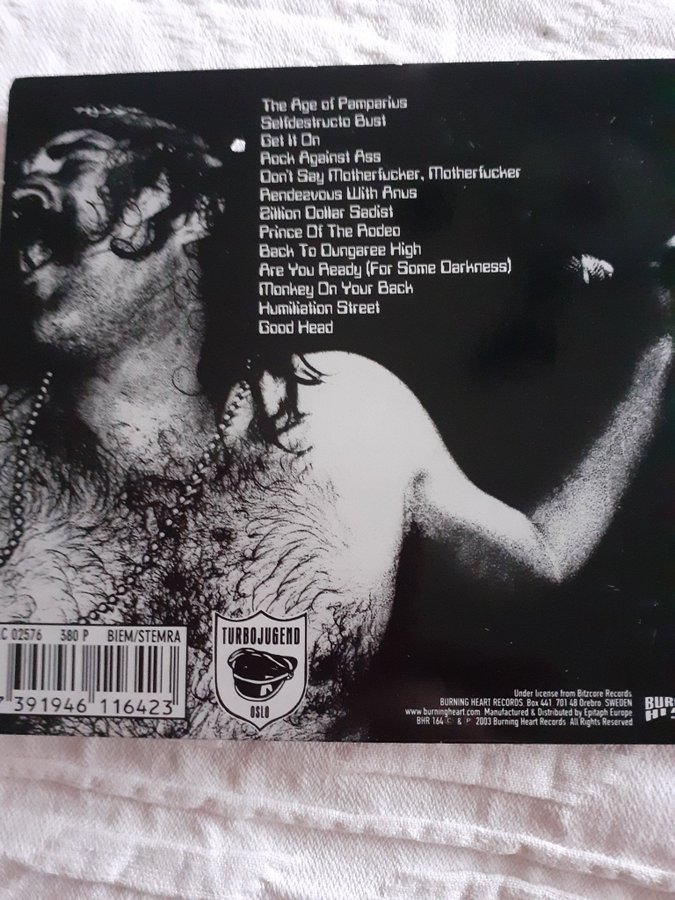 The Age of Pamparius
Selfdestructo Bust
Get It On
Rock Against Ass
Don't Say Motherfucker, Motherfucker
Rendeavous With Anus
Zillion Dollar Sadist
Prince Of The Rodeo
Back To Dungaree High
Are You Ready (For Some Darkness)
Monkey On Your Back
Humiliation Street
Good Head
C 02576 380 P BIEM/STEMRA
7 391946 116423
TURBOJUGEND
OSLO
Under license from Bitzcore Records
BURNING HEART RECORDS. Box 441 701 48 Örebro SWEDEN
www.burningheart.com Manufactured & Distributed by Epitaph Europe
BHR 164 © & ℗ 2003 Burning Heart Records All Rights Reserved